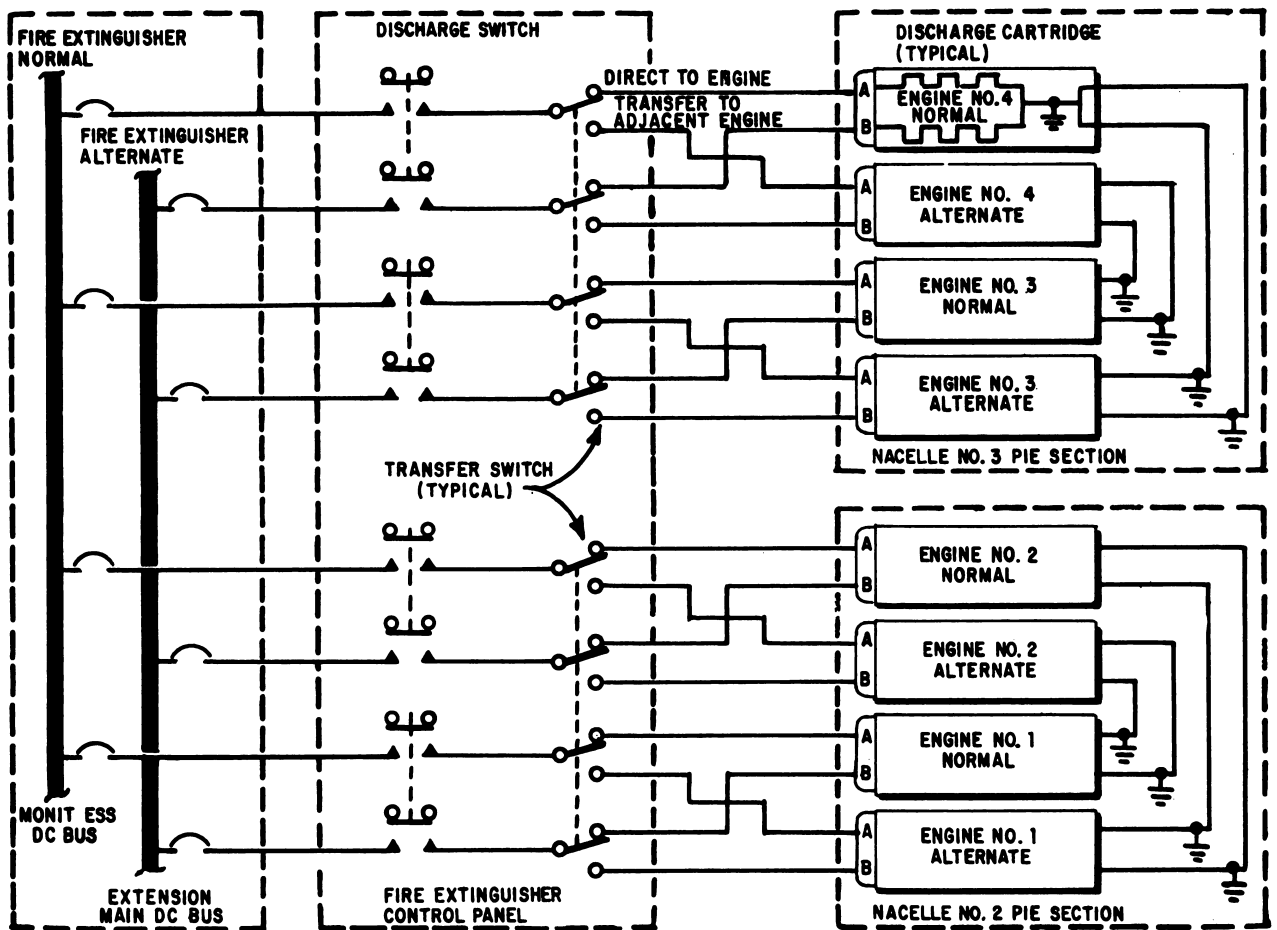 FIRE EXTINGUISHER
NORMAL
DISCHARGE SWITCH
DISCHARGE CARTRIDGE
(TYPICAL)
DIRECT TO ENGINE
TRANSFER TO
ADJACENT ENGINE
A
B
ENGINE NO. 4
NORMAL
FIRE EXTINGUISHER
ALTERNATE
A
B
ENGINE NO. 4
ALTERNATE
A
B
ENGINE NO. 3
NORMAL
A
B
ENGINE NO. 3
ALTERNATE
NACELLE NO. 3 PIE SECTION
TRANSFER SWITCH
(TYPICAL)
A
B
ENGINE NO. 2
NORMAL
A
B
ENGINE NO. 2
ALTERNATE
A
B
ENGINE NO. 1
NORMAL
A
B
ENGINE NO. 1
ALTERNATE
MONIT ESS
DC BUS
EXTENSION
MAIN DC BUS
FIRE EXTINGUISHER
CONTROL PANEL
NACELLE NO. 2 PIE SECTION